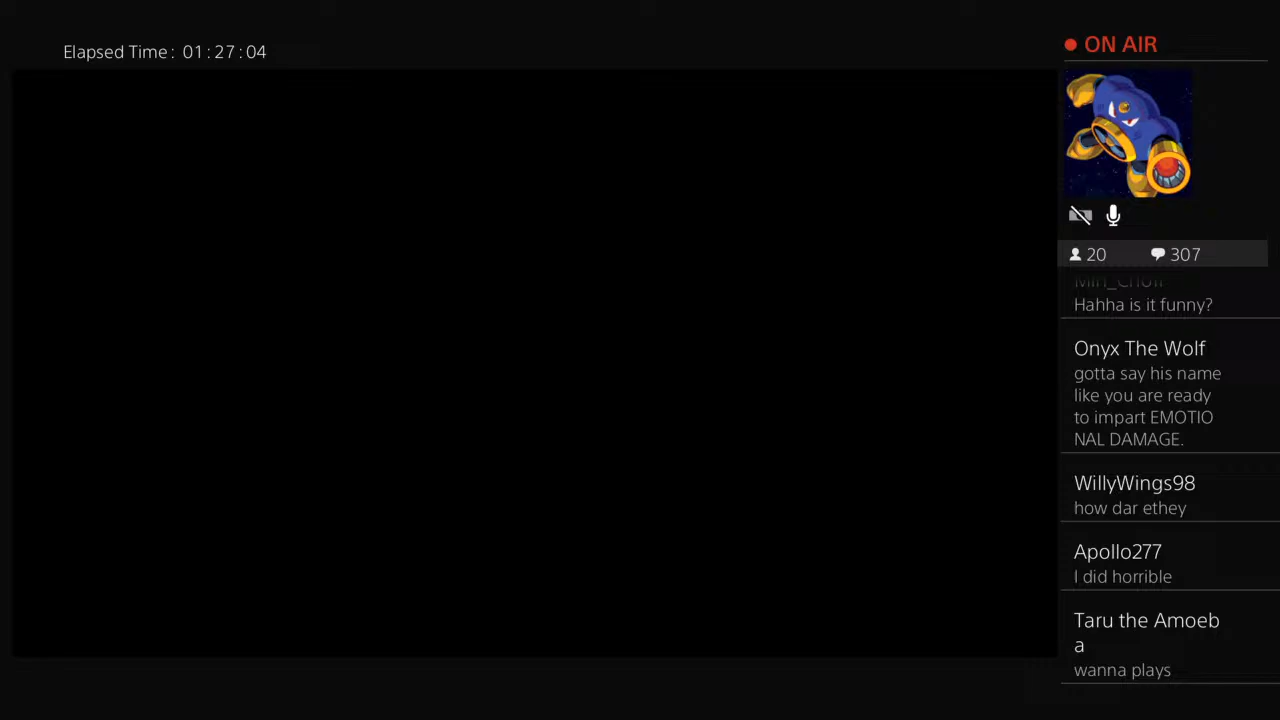 Elapsed Time: 01:27:04
ON AIR
20 307
Hahha is it funny?
Onyx The Wolf
gotta say his name
like you are ready
to impart EMOTIO
NAL DAMAGE.
WillyWings98
how dar ethey
Apollo277
I did horrible
Taru the Amoeb
a
wanna plays